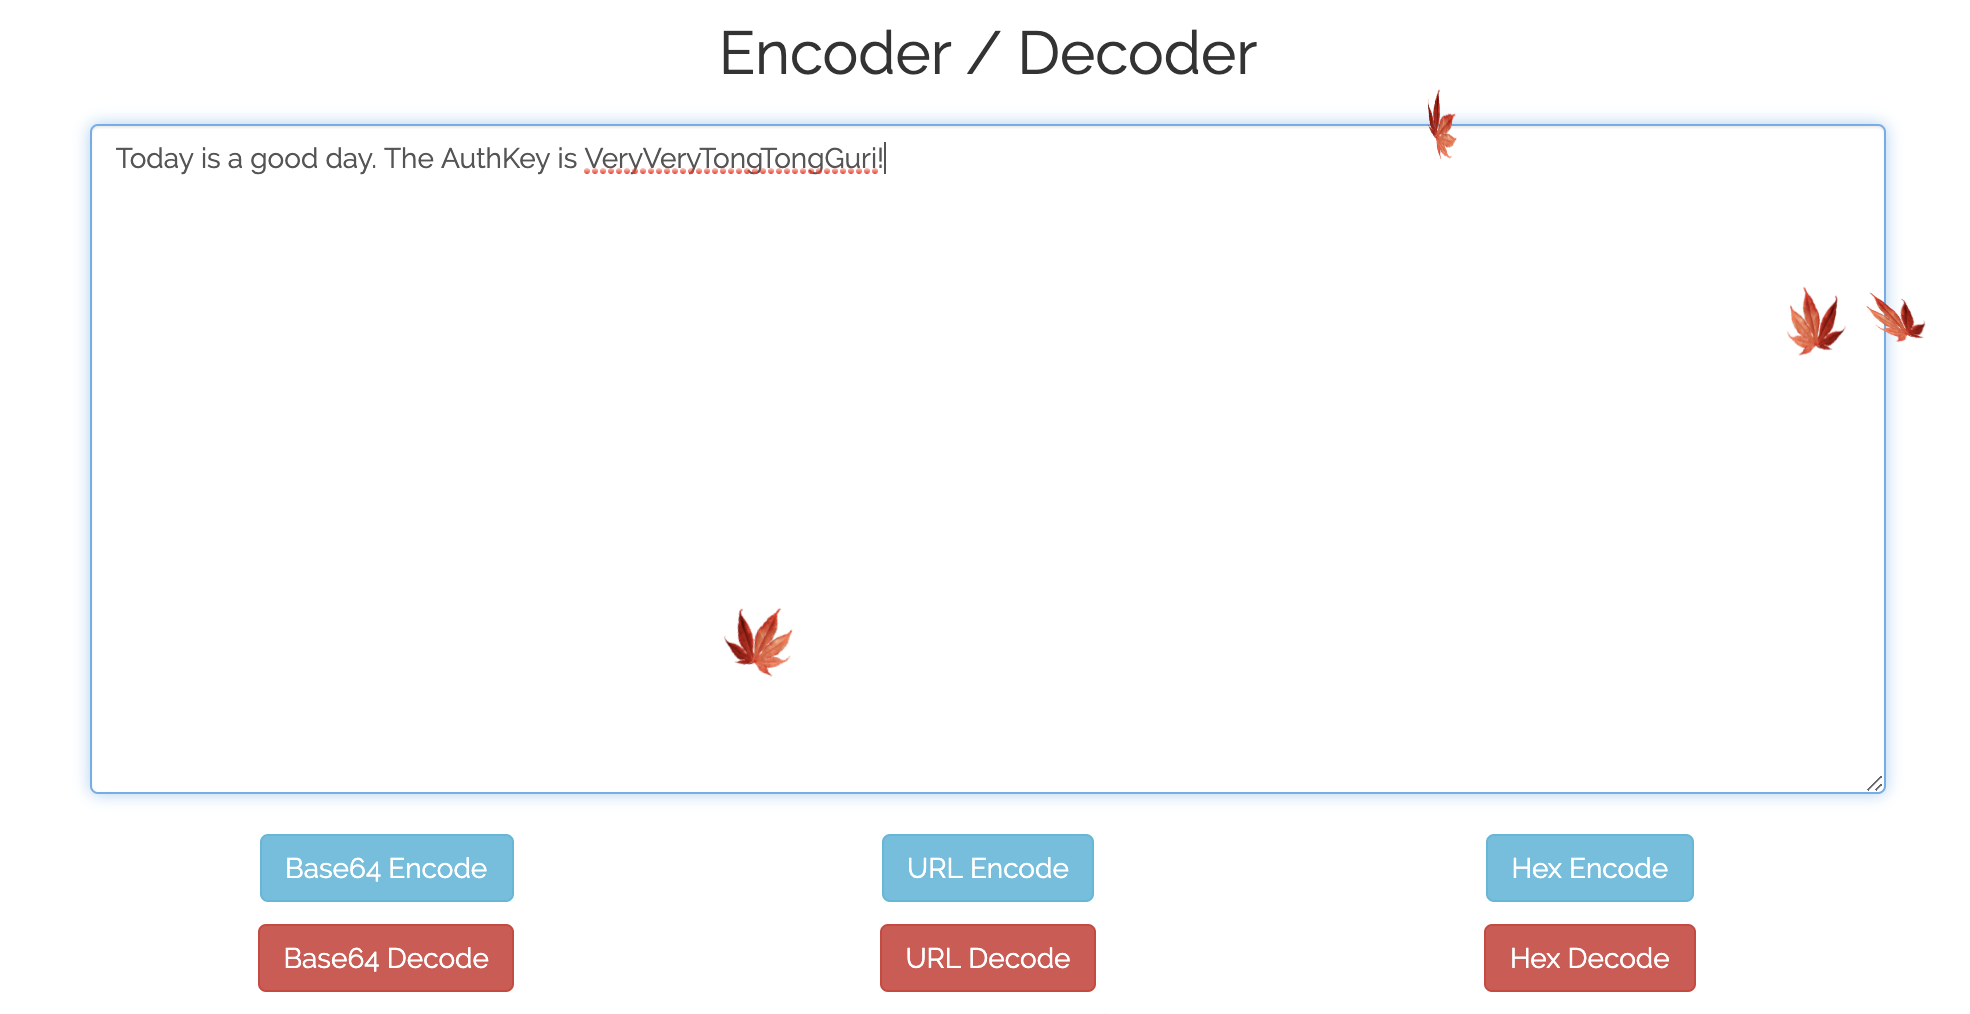 Encoder / Decoder
Today is a good day. The AuthKey is VeryVeryTongTongGuri!
Base64 Encode
URL Encode
Hex Encode
Base64 Decode
URL Decode
Hex Decode